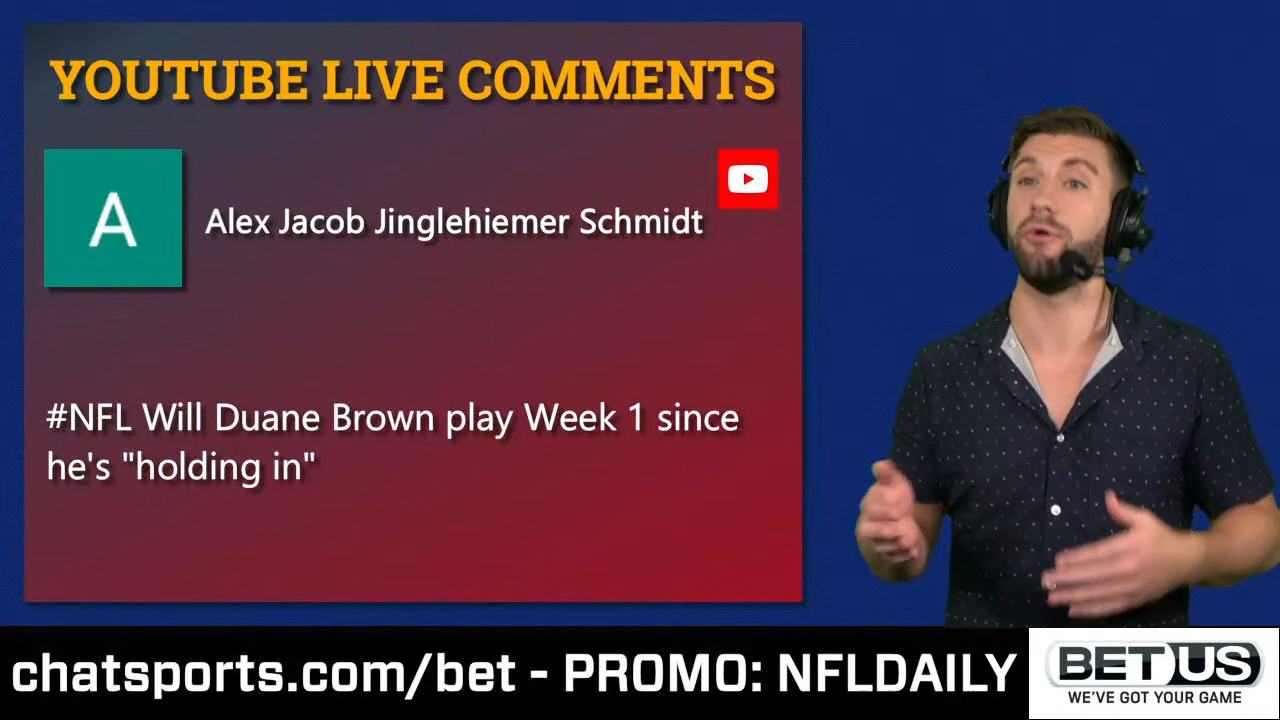 YOUTUBE LIVE COMMENTS
A
Alex Jacob Jinglehiemer Schmidt
#NFL Will Duane Brown play Week 1 since
he's "holding in"
chatsports.com/bet - PROMO: NFLDAILY
BETUS
WE'VE GOT YOUR GAME